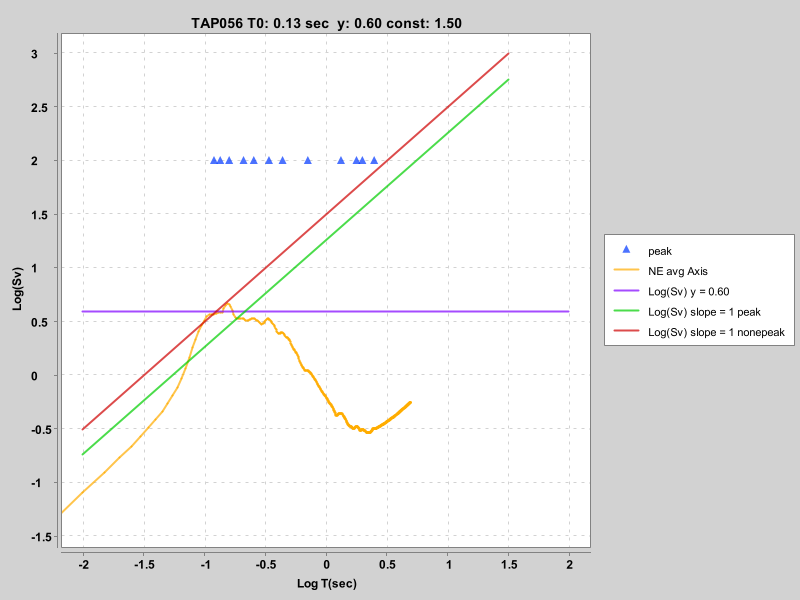 TAP056 T0: 0.13 sec  y: 0.60 const: 1.50
3
2.5
2
1.5
1
0.5
0
-0.5
-1
-1.5
Log(Sv)
-2
-1.5
-1
-0.5
0
0.5
1
1.5
2
Log T(sec)
peak
NE avg Axis
Log(Sv) y = 0.60
Log(Sv) slope = 1 peak
Log(Sv) slope = 1 nonepeak